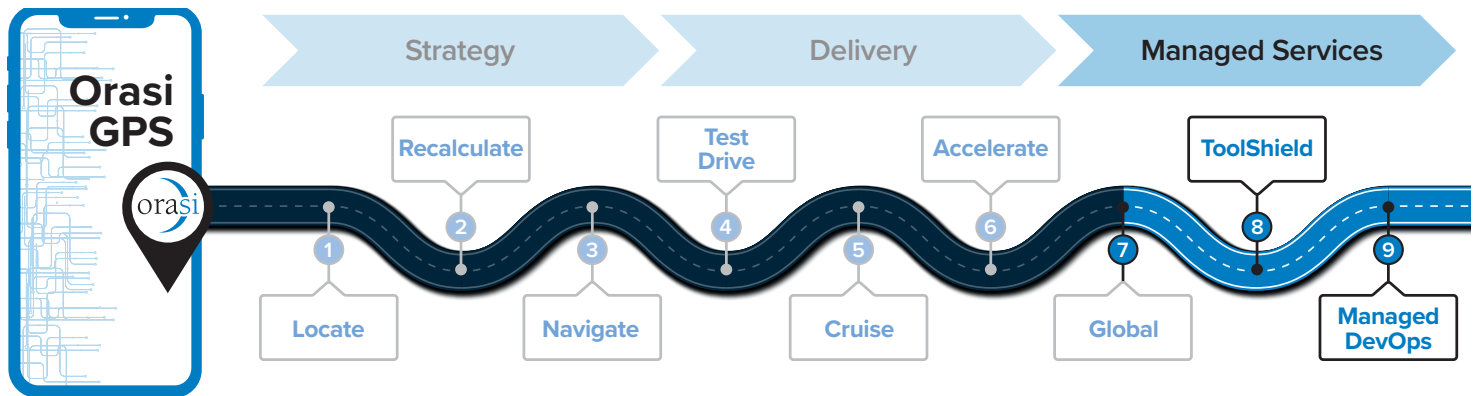 Orasi
GPS
orasi
Strategy
Delivery
Managed Services
1
Locate
Recalculate
2
3
Navigate
Test
Drive
4
5
Cruise
Accelerate
6
7
Global
ToolShield
8
9
Managed
DevOps